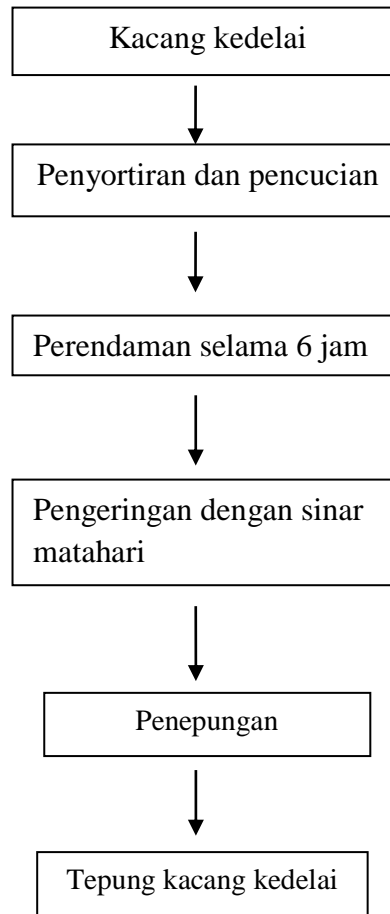 Kacang kedelai
Penyortiran dan pencucian
Perendaman selama 6 jam
Pengeringan dengan sinar
matahari
Penepungan
Tepung kacang kedelai